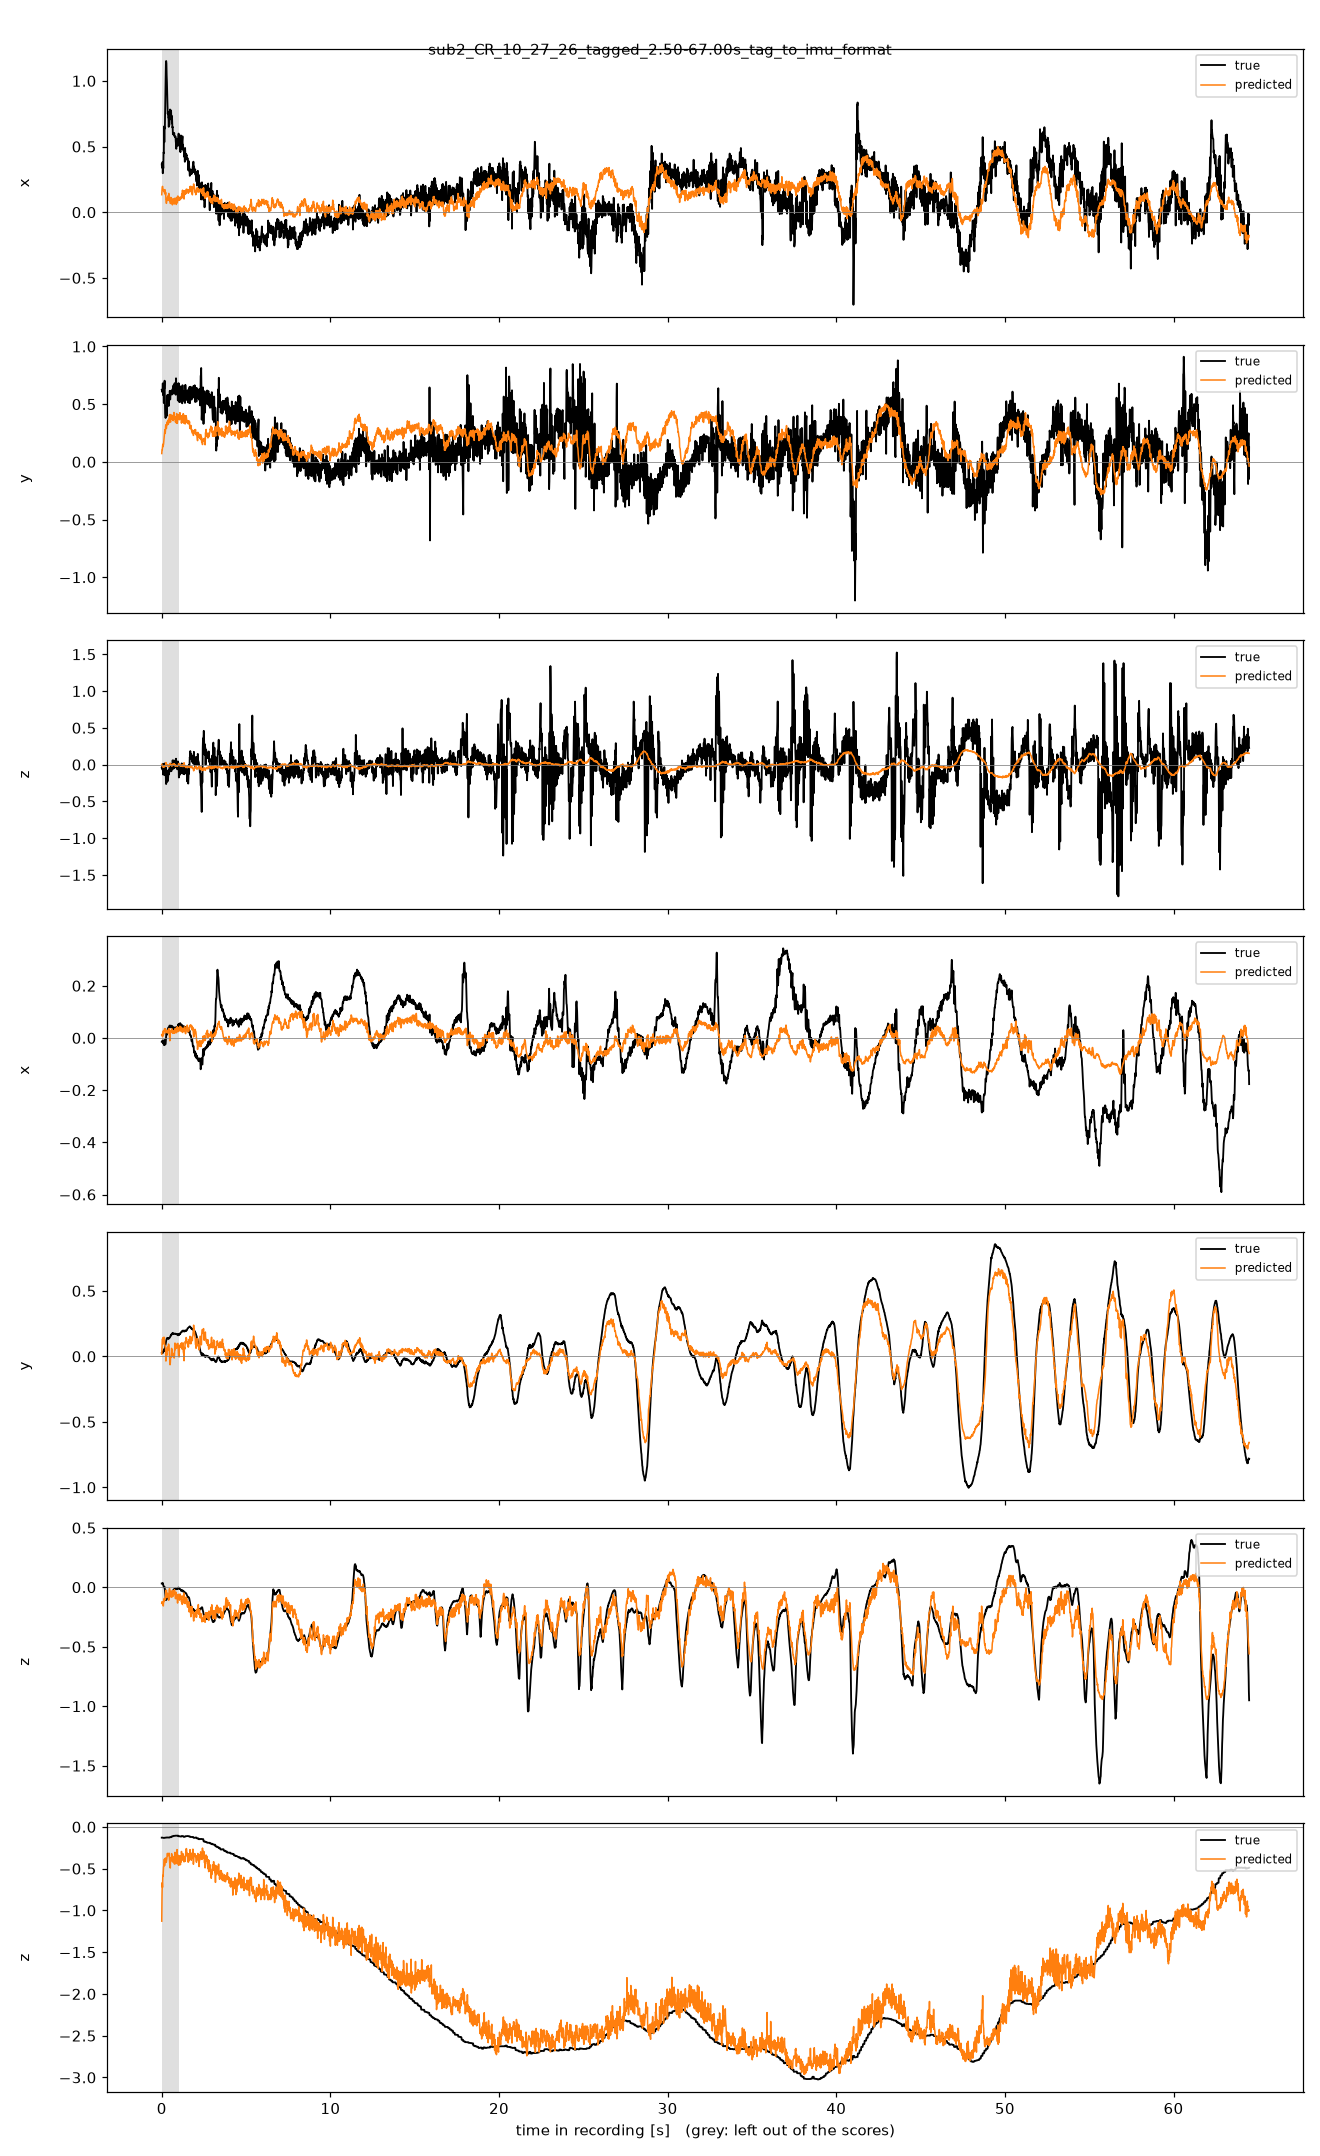 sub2_CR_10_27_26_tagged_2.50-67.00s_tag_to_imu_format
true
predicted
1.0
0.5
0.0
−0.5
x
true
predicted
1.0
0.5
0.0
−0.5
−1.0
y
true
predicted
1.5
1.0
0.5
0.0
−0.5
−1.0
−1.5
z
true
predicted
0.2
0.0
−0.2
−0.4
−0.6
x
true
predicted
0.5
0.0
−0.5
−1.0
y
true
predicted
0.5
0.0
−0.5
−1.0
−1.5
z
true
predicted
0.0
−0.5
−1.0
−1.5
−2.0
−2.5
−3.0
z
0 10 20 30 40 50 60
time in recording [s] (grey: left out of the scores)